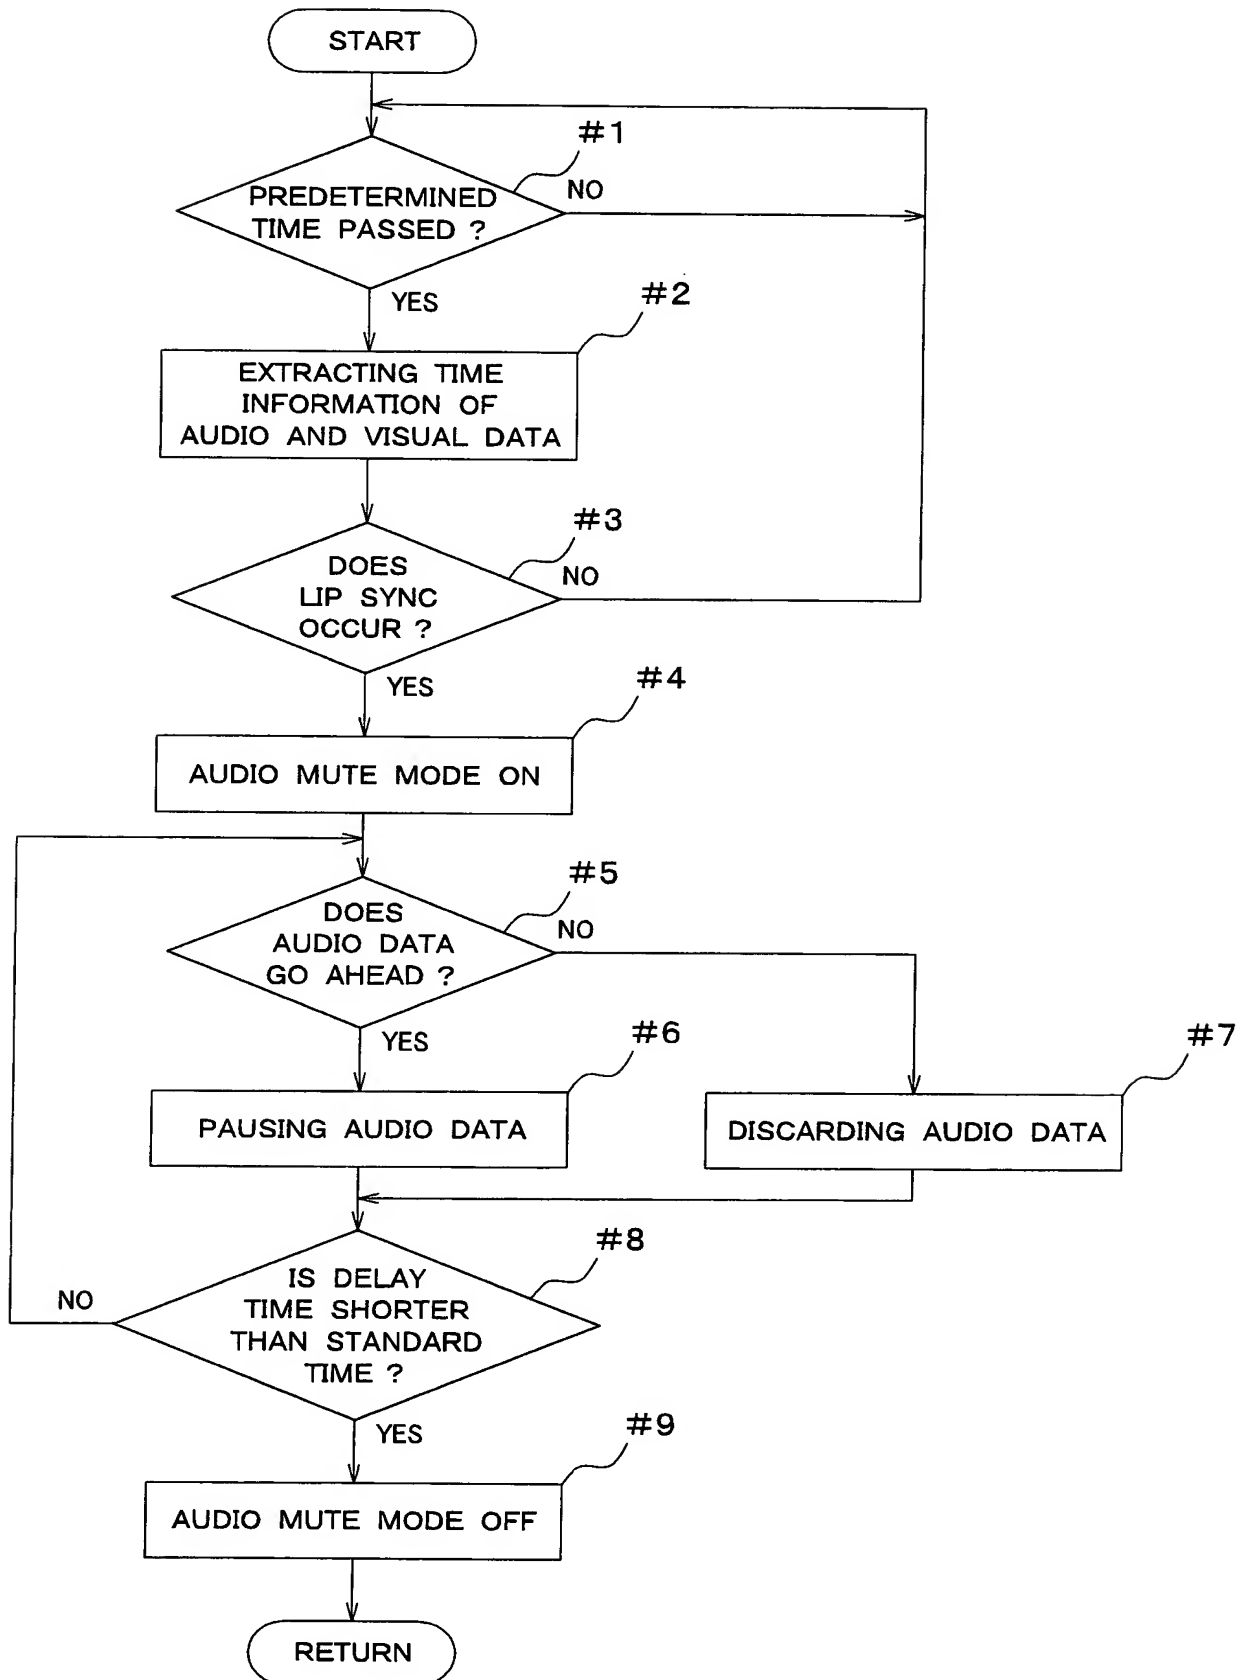 START
#1
PREDETERMINED
TIME PASSED ?
NO
YES
#2
EXTRACTING TIME
INFORMATION OF
AUDIO AND VISUAL DATA
#3
DOES
LIP SYNC
OCCUR ?
NO
YES
#4
AUDIO MUTE MODE ON
#5
DOES
AUDIO DATA
GO AHEAD ?
NO
YES
#6
PAUSING AUDIO DATA
#7
DISCARDING AUDIO DATA
#8
IS DELAY
TIME SHORTER
THAN STANDARD
TIME ?
NO
YES
#9
AUDIO MUTE MODE OFF
RETURN